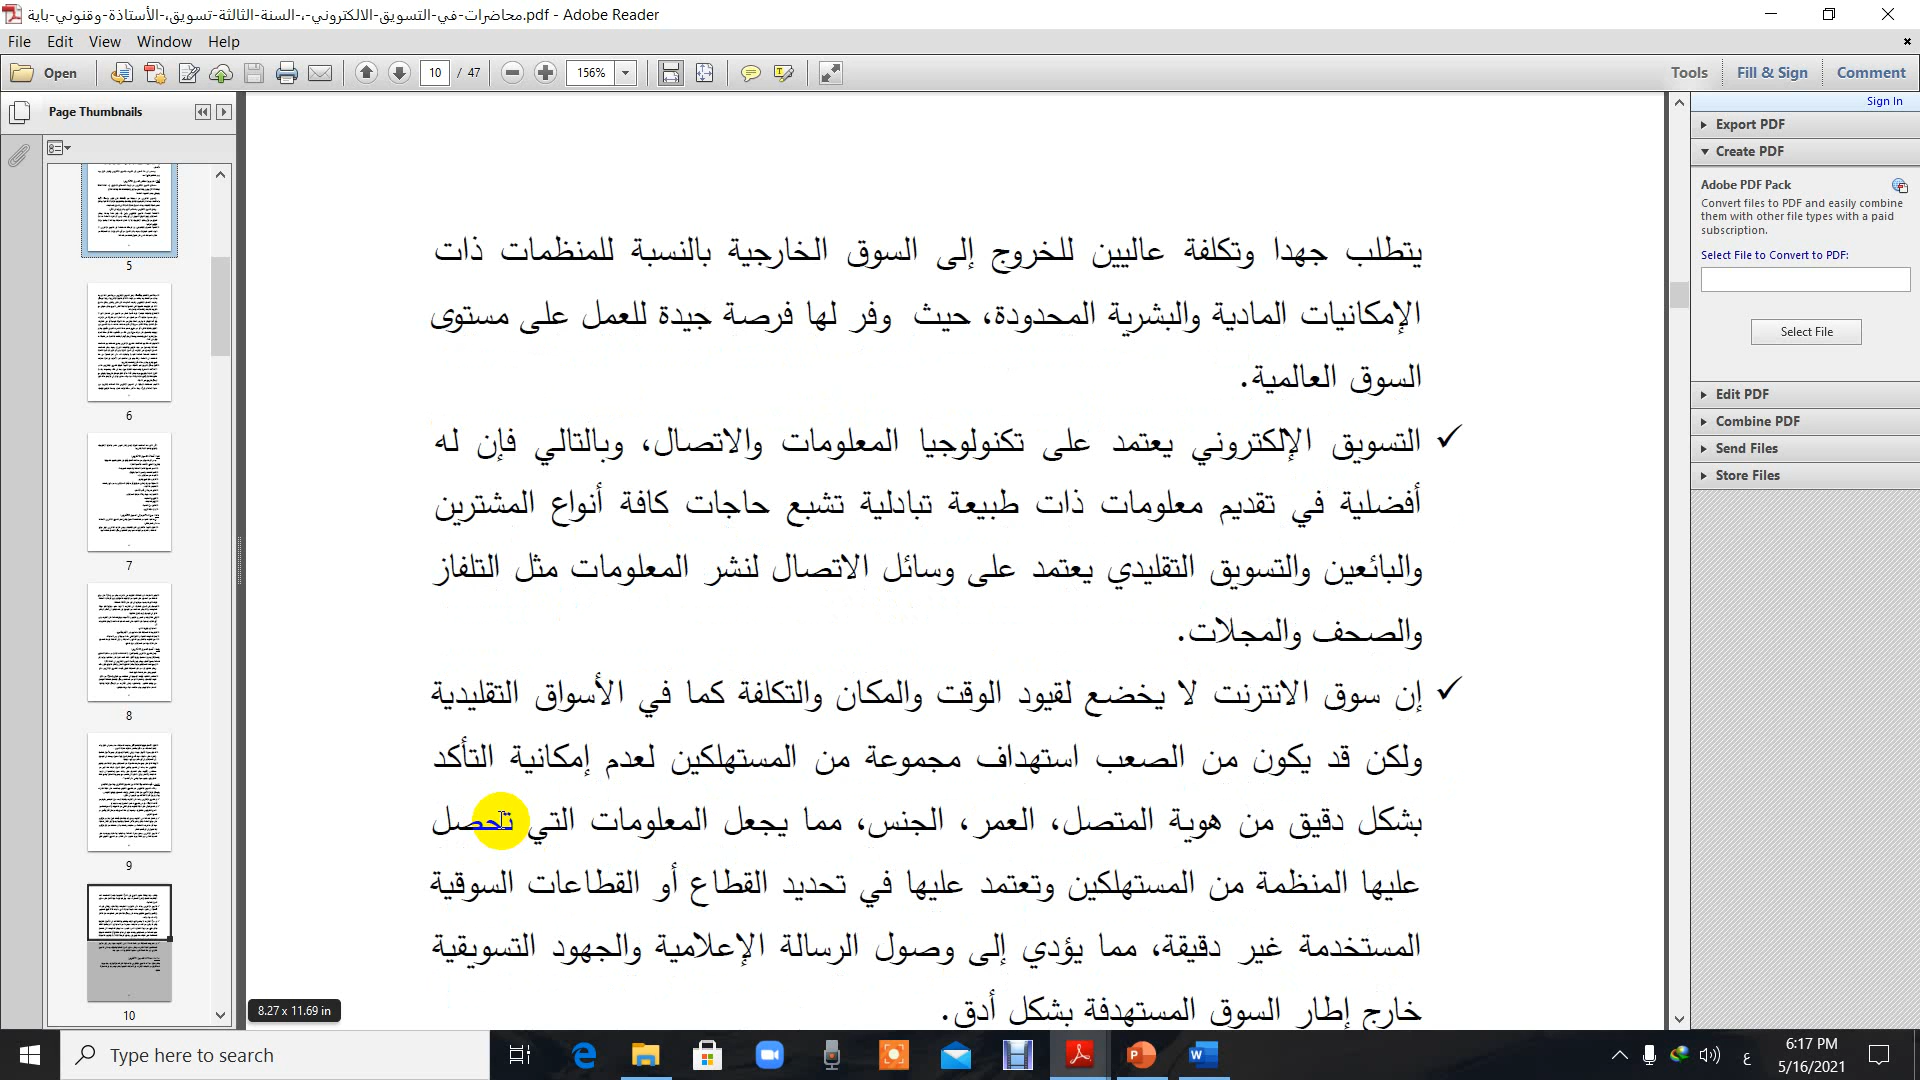 محاضرات-في-التسويق-الالكتروني-،-السنة-الثالثة-تسويق،-الأستاذة-وقنوني-باية.pdf - Adobe Reader
File Edit View Window Help
Open 10 / 47 156% Tools Fill & Sign Comment
Page Thumbnails
Sign In
Export PDF
Create PDF
Adobe PDF Pack
Convert files to PDF and easily combine
them with other file types with a paid
subscription.
Select File to Convert to PDF:
Select File
Edit PDF
Combine PDF
Send Files
Store Files
5
6
7
8
9
10
يتطلب جهدا وتكلفة عاليين للخروج إلى السوق الخارجية بالنسبة للمنظمات ذات
الإمكانيات المادية والبشرية المحدودة، حيث وفر لها فرصة جيدة للعمل على مستوى
السوق العالمية.
✓ التسويق الإلكتروني يعتمد على تكنولوجيا المعلومات والاتصال، وبالتالي فإن له
أفضلية في تقديم معلومات ذات طبيعة تبادلية تشبع حاجات كافة أنواع المشترين
والبائعين والتسويق التقليدي يعتمد على وسائل الاتصال لنشر المعلومات مثل التلفاز
والصحف والمجلات.
✓ إن سوق الانترنت لا يخضع لقيود الوقت والمكان والتكلفة كما في الأسواق التقليدية
ولكن قد يكون من الصعب استهداف مجموعة من المستهلكين لعدم إمكانية التأكد
بشكل دقيق من هوية المتصل، العمر، الجنس، مما يجعل المعلومات التي تحصل
عليها المنظمة من المستهلكين وتعتمد عليها في تحديد القطاع أو القطاعات السوقية
المستخدمة غير دقيقة، مما يؤدي إلى وصول الرسالة الإعلامية والجهود التسويقية
خارج إطار السوق المستهدفة بشكل أدق.
8.27 x 11.69 in
Type here to search
ع
6:17 PM
5/16/2021